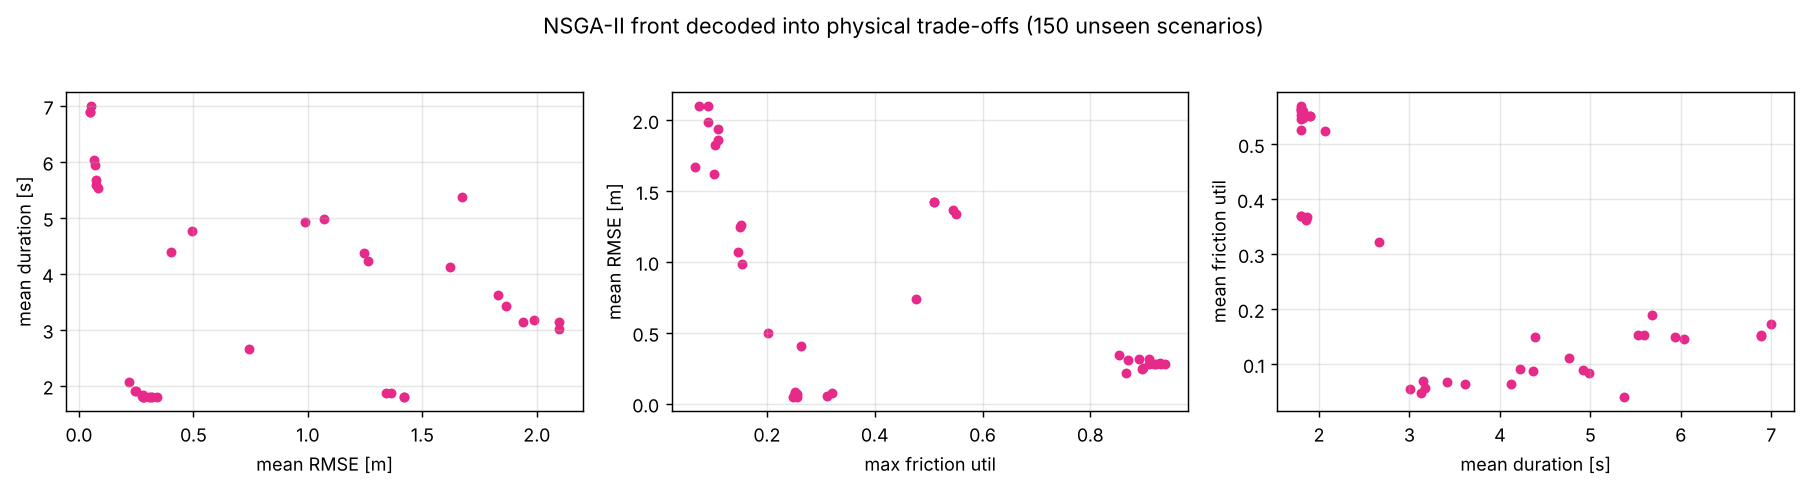 NSGA-II front decoded into physical trade-offs (150 unseen scenarios)
mean duration [s]
7
6
5
4
3
2
0.0 0.5 1.0 1.5 2.0
mean RMSE [m]
mean RMSE [m]
2.0
1.5
1.0
0.5
0.0
0.2 0.4 0.6 0.8
max friction util
mean friction util
0.5
0.4
0.3
0.2
0.1
2 3 4 5 6 7
mean duration [s]